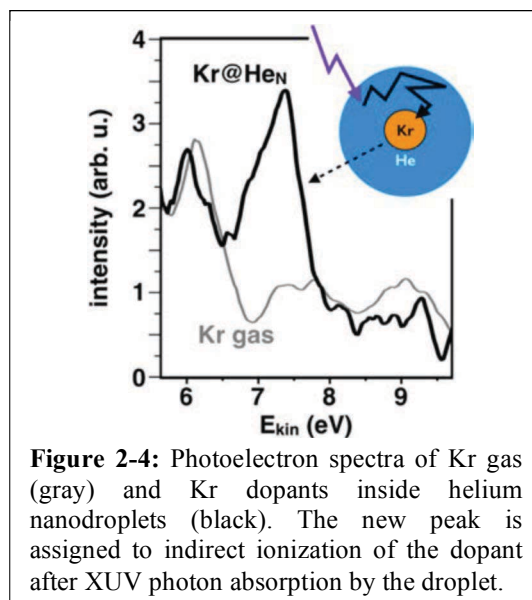 4
Kr@HeN
3
Kr
He
2
1
Kr gas
0
6 7 8 9
intensity (arb. u.)
Ekin (eV)
Figure 2-4: Photoelectron spectra of Kr gas
(gray) and Kr dopants inside helium
nanodroplets (black). The new peak is
assigned to indirect ionization of the dopant
after XUV photon absorption by the droplet.